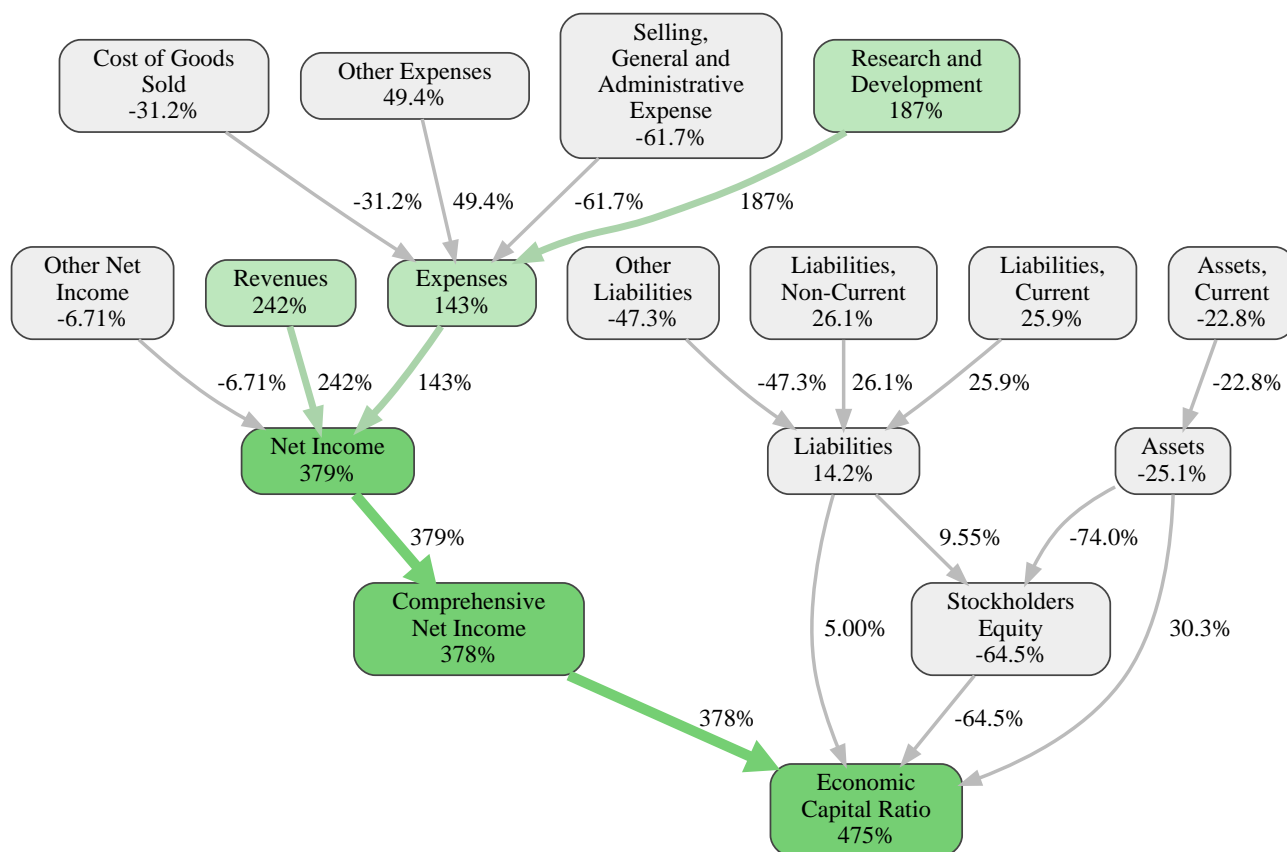 Cost of Goods
Sold
-31.2%
Other Expenses
49.4%
Selling,
General and
Administrative
Expense
-61.7%
Research and
Development
187%
-31.2%
49.4%
-61.7%
187%
Other Net
Income
-6.71%
Revenues
242%
Expenses
143%
Other
Liabilities
-47.3%
Liabilities,
Non-Current
26.1%
Liabilities,
Current
25.9%
Assets,
Current
-22.8%
-6.71%
242%
143%
-47.3%
26.1%
25.9%
-22.8%
Net Income
379%
Liabilities
14.2%
Assets
-25.1%
379%
9.55%
-74.0%
Comprehensive
Net Income
378%
5.00%
Stockholders
Equity
-64.5%
30.3%
378%
-64.5%
Economic
Capital Ratio
475%